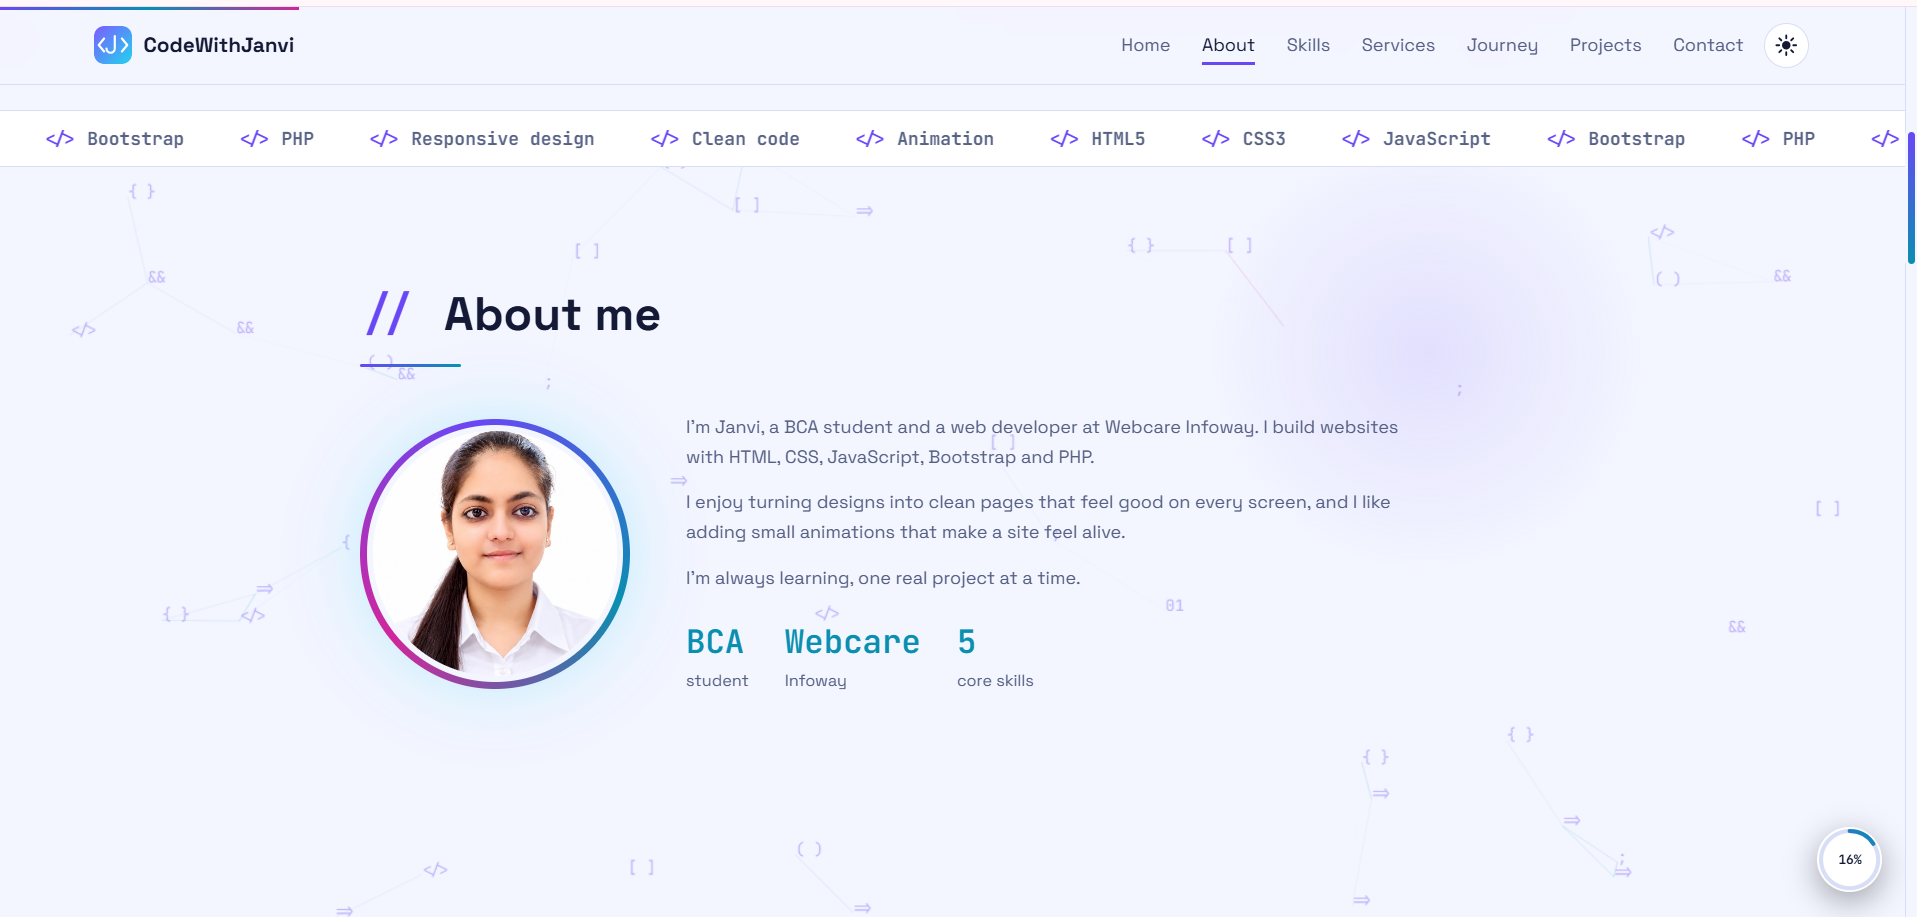 <J> CodeWithJanvi
Home About Skills Services Journey Projects Contact
</> Bootstrap </> PHP </> Responsive design </> Clean code </> Animation </> HTML5 </> CSS3 </> JavaScript </> Bootstrap </> PHP </>
{ }
[ ] =>
</>
[ ]
{ } [ ]
&&
( ) &&
// About me
</>
&&
( )
&&
;
;
I'm Janvi, a BCA student and a web developer at Webcare Infoway. I build websites
[ ]
with HTML, CSS, JavaScript, Bootstrap and PHP.
=>
I enjoy turning designs into clean pages that feel good on every screen, and I like
[ ]
adding small animations that make a site feel alive.
{
I'm always learning, one real project at a time.
=>
{ } </>
</>
01
&&
BCA Webcare 5
student Infoway core skills
{ }
{ }
=>
=>
( )
;
16%
</> [ ]
=>
=> => =>